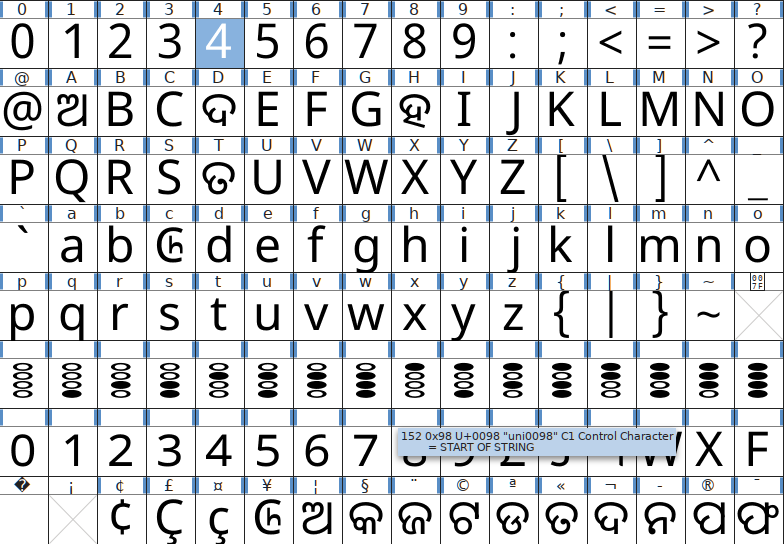 0 1 2 3 4 5 6 7 8 9 : ; < = > ?
0 1 2 3 4 5 6 7 8 9 : ; < = > ?
@ A B C D E F G H I J K L M N O
@ ଅ B C ଦ E F G ହ I J K L M N O
P Q R S T U V W X Y Z [ \ ] ^ _
P Q R S ତ U V W X Y Z [ \ ] ^ _
` a b c d e f g h i j k l m n o
` a b d e f g h i j k l m n o
p q r s t u v w x y z { | } ~ 007F
p q r s t u v w x y z { | } ~
0 1 2 3 4 5 6 7 W X F
152 0x98 U+0098 "uni0098" C1 Control Character
= START OF STRING
� ¡ ¢ £ ¤ ¥ ¦ § ¨ © ª « ¬ - ® ¯
¢ Ç ç ଅ କ ଜ ଟ ଡ ତ ଦ ନ ପ ଫ